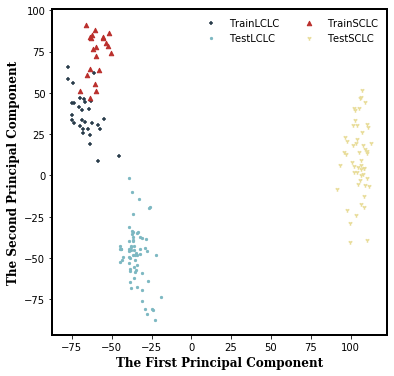 TrainLCLC
TestLCLC
TrainSCLC
TestSCLC
100
75
50
25
0
−25
−50
−75
The Second Principal Component
−75
−50
−25
0
25
50
75
100
The First Principal Component